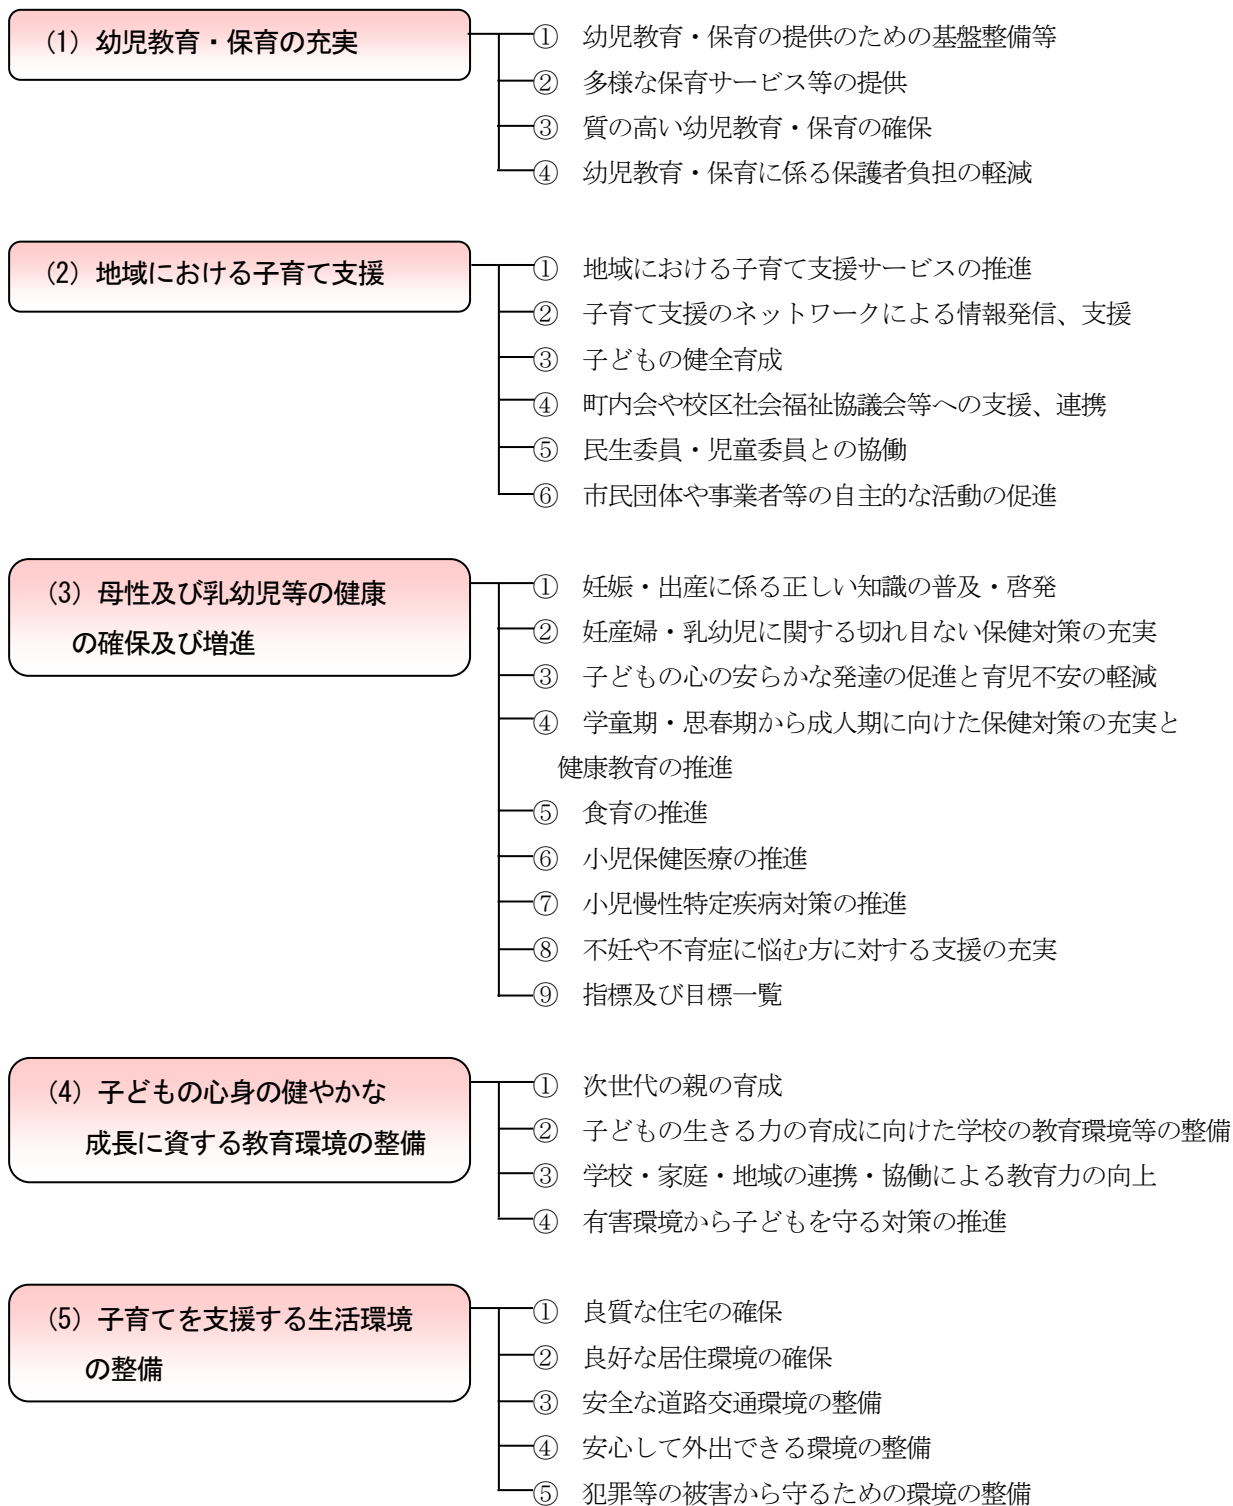 (1) 幼児教育・保育の充実
① 幼児教育・保育の提供のための基盤整備等
② 多様な保育サービス等の提供
③ 質の高い幼児教育・保育の確保
④ 幼児教育・保育に係る保護者負担の軽減
(2) 地域における子育て支援
① 地域における子育て支援サービスの推進
② 子育て支援のネットワークによる情報発信、支援
③ 子どもの健全育成
④ 町内会や校区社会福祉協議会等への支援、連携
⑤ 民生委員・児童委員との協働
⑥ 市民団体や事業者等の自主的な活動の促進
(3) 母性及び乳幼児等の健康
の確保及び増進
① 妊娠・出産に係る正しい知識の普及・啓発
② 妊産婦・乳幼児に関する切れ目ない保健対策の充実
③ 子どもの心の安らかな発達の促進と育児不安の軽減
④ 学童期・思春期から成人期に向けた保健対策の充実と
健康教育の推進
⑤ 食育の推進
⑥ 小児保健医療の推進
⑦ 小児慢性特定疾病対策の推進
⑧ 不妊や不育症に悩む方に対する支援の充実
⑨ 指標及び目標一覧
(4) 子どもの心身の健やかな
成長に資する教育環境の整備
① 次世代の親の育成
② 子どもの生きる力の育成に向けた学校の教育環境等の整備
③ 学校・家庭・地域の連携・協働による教育力の向上
④ 有害環境から子どもを守る対策の推進
(5) 子育てを支援する生活環境
の整備
① 良質な住宅の確保
② 良好な居住環境の確保
③ 安全な道路交通環境の整備
④ 安心して外出できる環境の整備
⑤ 犯罪等の被害から守るための環境の整備